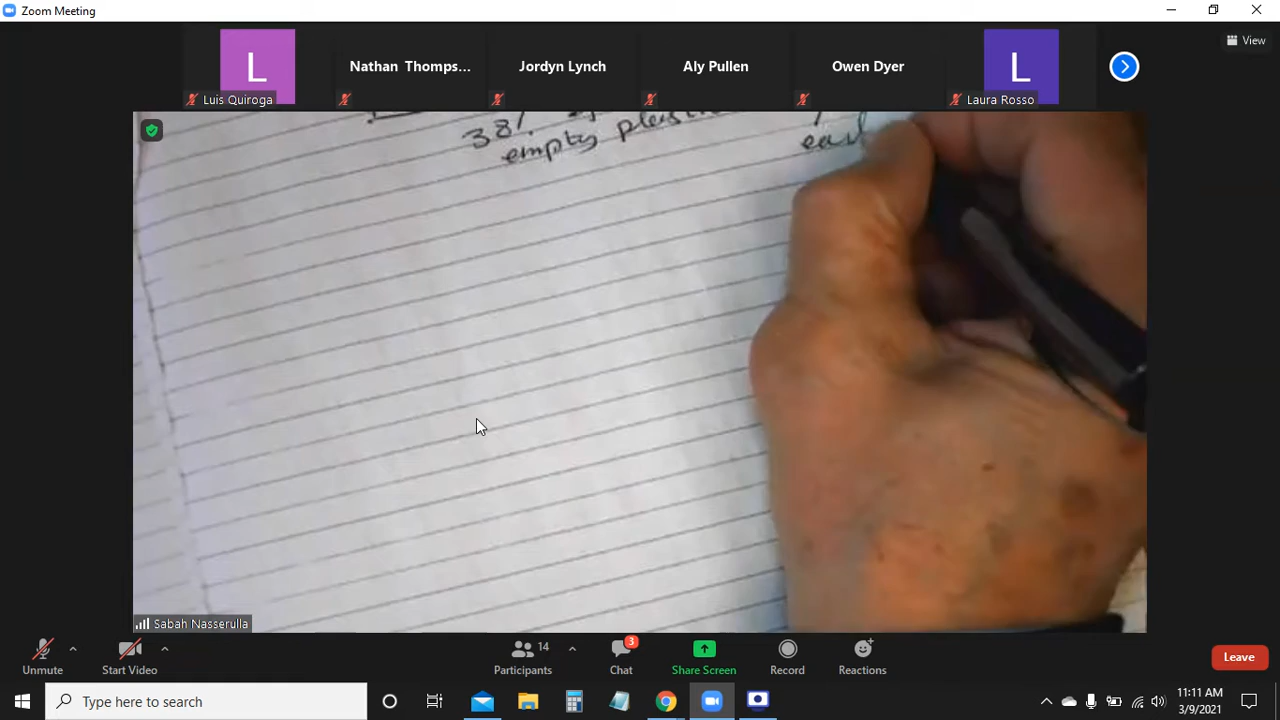 Zoom Meeting
View
L
Nathan Thomps...
Jordyn Lynch
Aly Pullen
Owen Dyer
L
Luis Quiroga
Laura Rosso
38%
empty
Sabah Nasserulla
Unmute
Start Video
14
Participants
3
Chat
Share Screen
Record
Reactions
Leave
Type here to search
11:11 AM
3/9/2021